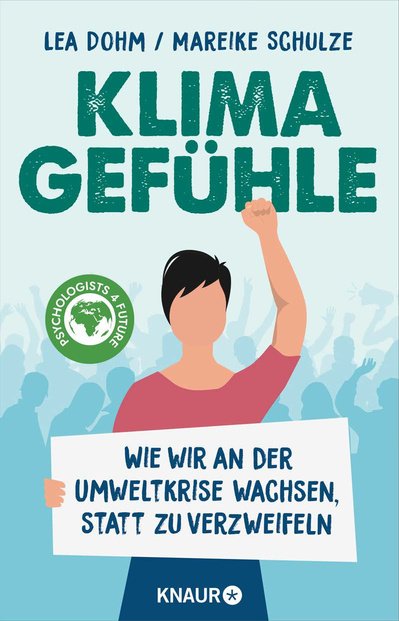 LEA DOHM / MAREIKE SCHULZE
KLIMA
GEFÜHLE
PSYCHOLOGISTS 4 FUTURE
WIE WIR AN DER
UMWELTKRISE WACHSEN,
STATT ZU VERZWEIFELN
KNAUR